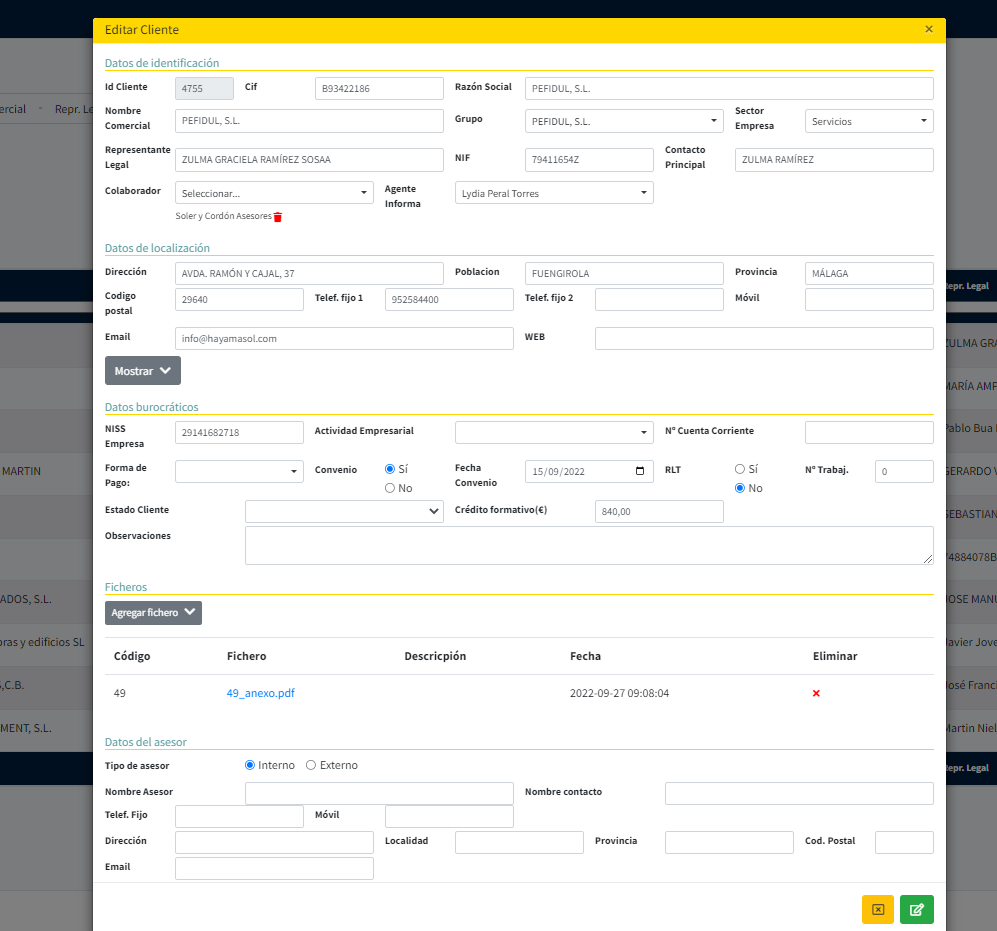 Editar Cliente ×
Datos de identificación
Id Cliente 4755 Cif B93422186 Razón Social PEFIDUL, S.L.
Nombre Comercial PEFIDUL, S.L. Grupo PEFIDUL, S.L. Sector Empresa Servicios
Representante Legal ZULMA GRACIELA RAMÍREZ SOSAA NIF 79411654Z Contacto Principal ZULMA RAMÍREZ
Colaborador Seleccionar... Agente Informa Lydia Peral Torres
Soler y Cordón Asesores
Datos de localización
Dirección AVDA. RAMÓN Y CAJAL, 37 Poblacion FUENGIROLA Provincia MÁLAGA
Codigo postal 29640 Telef. fijo 1 952584400 Telef. fijo 2 Móvil
Email info@hayamasol.com WEB
Mostrar
Datos burocráticos
NISS Empresa 29141682718 Actividad Empresarial Nº Cuenta Corriente
Forma de Pago: Convenio Sí No Fecha Convenio 15/09/2022 RLT Sí No Nº Trabaj. 0
Estado Cliente Crédito formativo(€) 840,00
Observaciones
Ficheros
Agregar fichero
Código Fichero Descricpión Fecha Eliminar
49 49_anexo.pdf 2022-09-27 09:08:04
Datos del asesor
Tipo de asesor Interno Externo
Nombre Asesor Nombre contacto
Telef. Fijo Móvil
Dirección Localidad Provincia Cod. Postal
Email
ercial - Repr. Le
MARTIN
ADOS, S.L.
oras y edificios SL
S,C.B.
MENT, S.L.
Repr. Legal
ZULMA GRA
MARÍA AMP
Pablo Bua
GERARDO V
SEBASTIAN
74884078B
JOSE MANU
Javier Jove
José Franci
Martin Niel
Repr. Legal